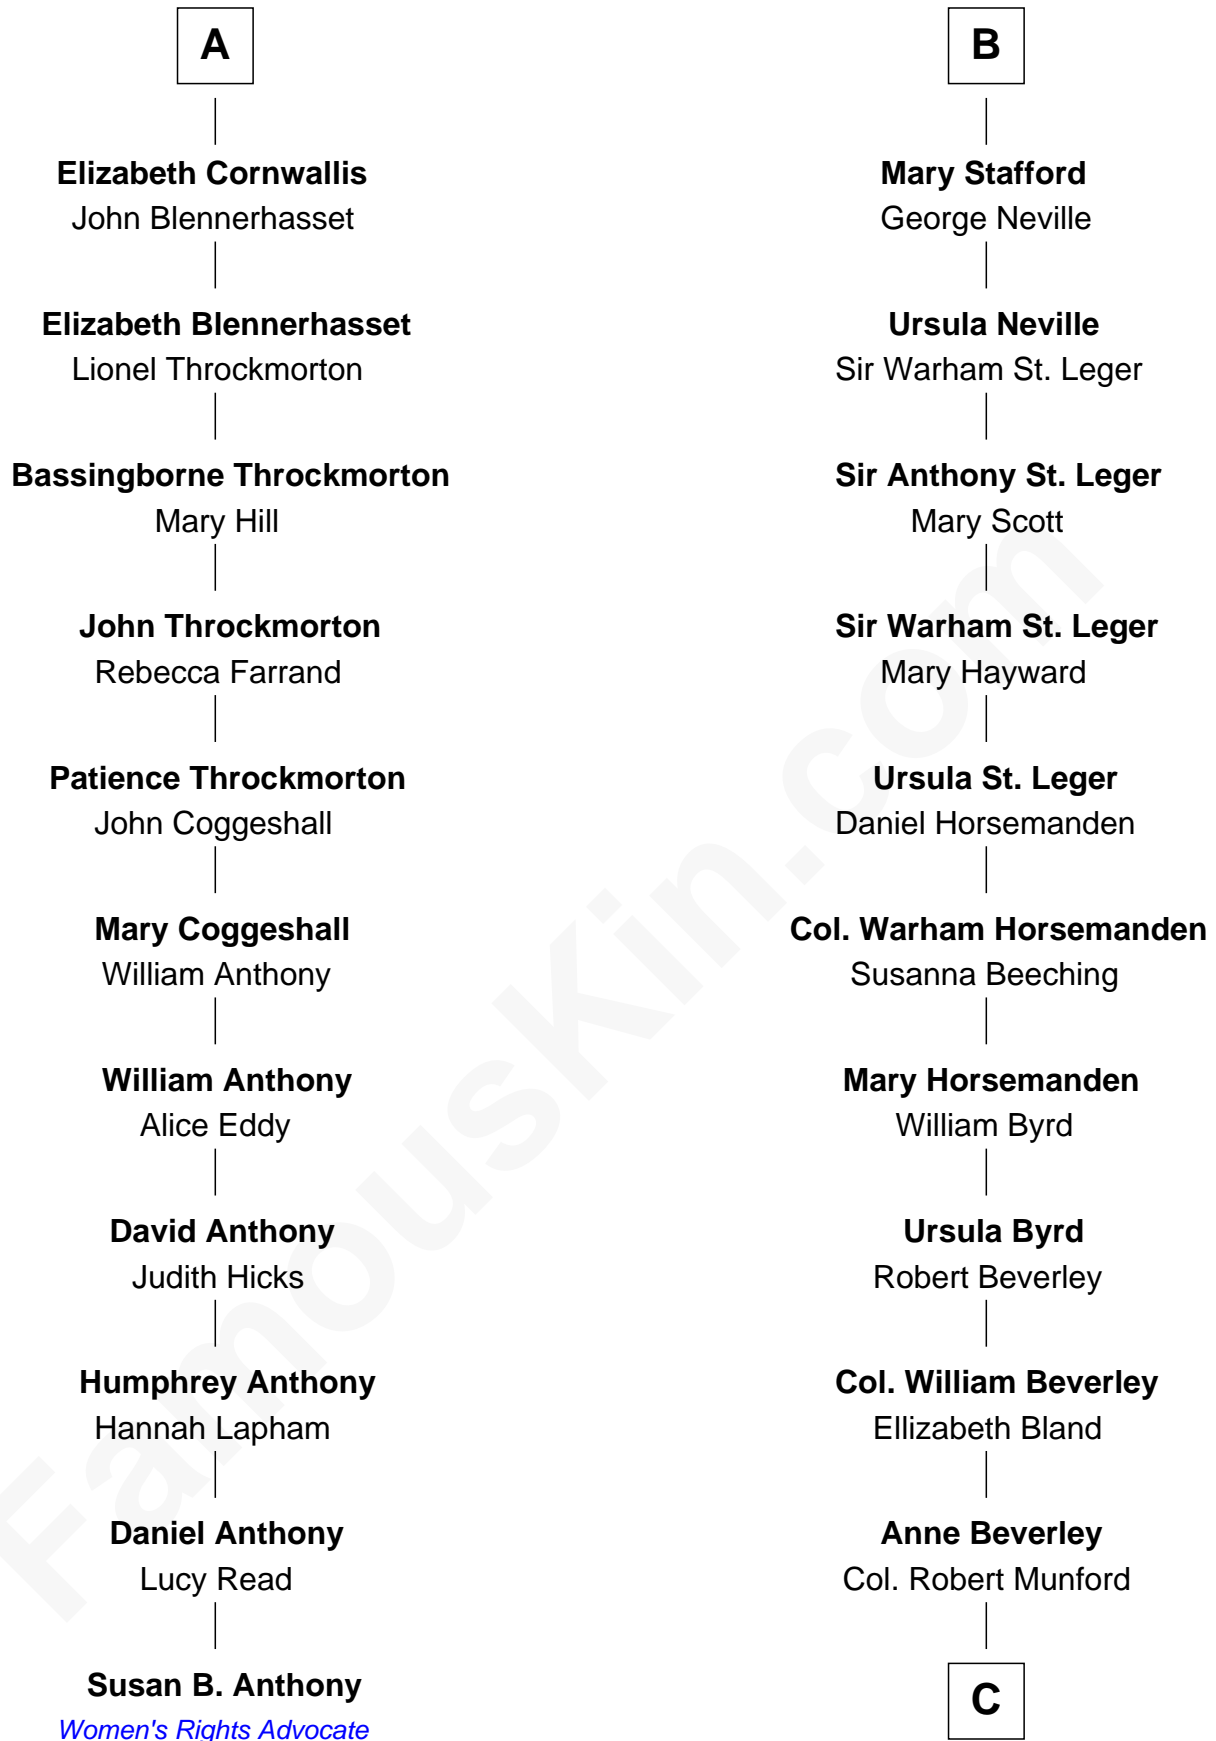 A
Elizabeth Cornwallis
John Blennerhasset
Elizabeth Blennerhasset
Lionel Throckmorton
Bassingborne Throckmorton
Mary Hill
John Throckmorton
Rebecca Farrand
Patience Throckmorton
John Coggeshall
Mary Coggeshall
William Anthony
William Anthony
Alice Eddy
David Anthony
Judith Hicks
Humphrey Anthony
Hannah Lapham
Daniel Anthony
Lucy Read
Susan B. Anthony
Women's Rights Advocate
B
Mary Stafford
George Neville
Ursula Neville
Sir Warham St. Leger
Sir Anthony St. Leger
Mary Scott
Sir Warham St. Leger
Mary Hayward
Ursula St. Leger
Daniel Horsemanden
Col. Warham Horsemanden
Susanna Beeching
Mary Horsemanden
William Byrd
Ursula Byrd
Robert Beverley
Col. William Beverley
Ellizabeth Bland
Anne Beverley
Col. Robert Munford
C
FamousKin.com